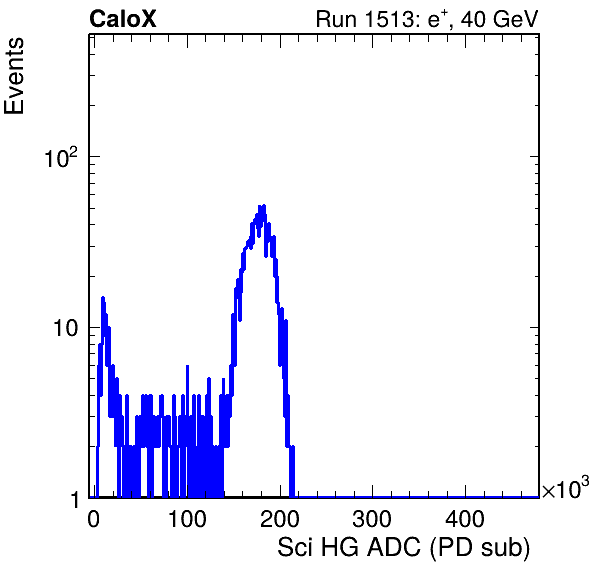 CaloX Run 1513: e⁺, 40 GeV
Events
10²
10
1
0 100 200 300 400 ×10³
Sci HG ADC (PD sub)